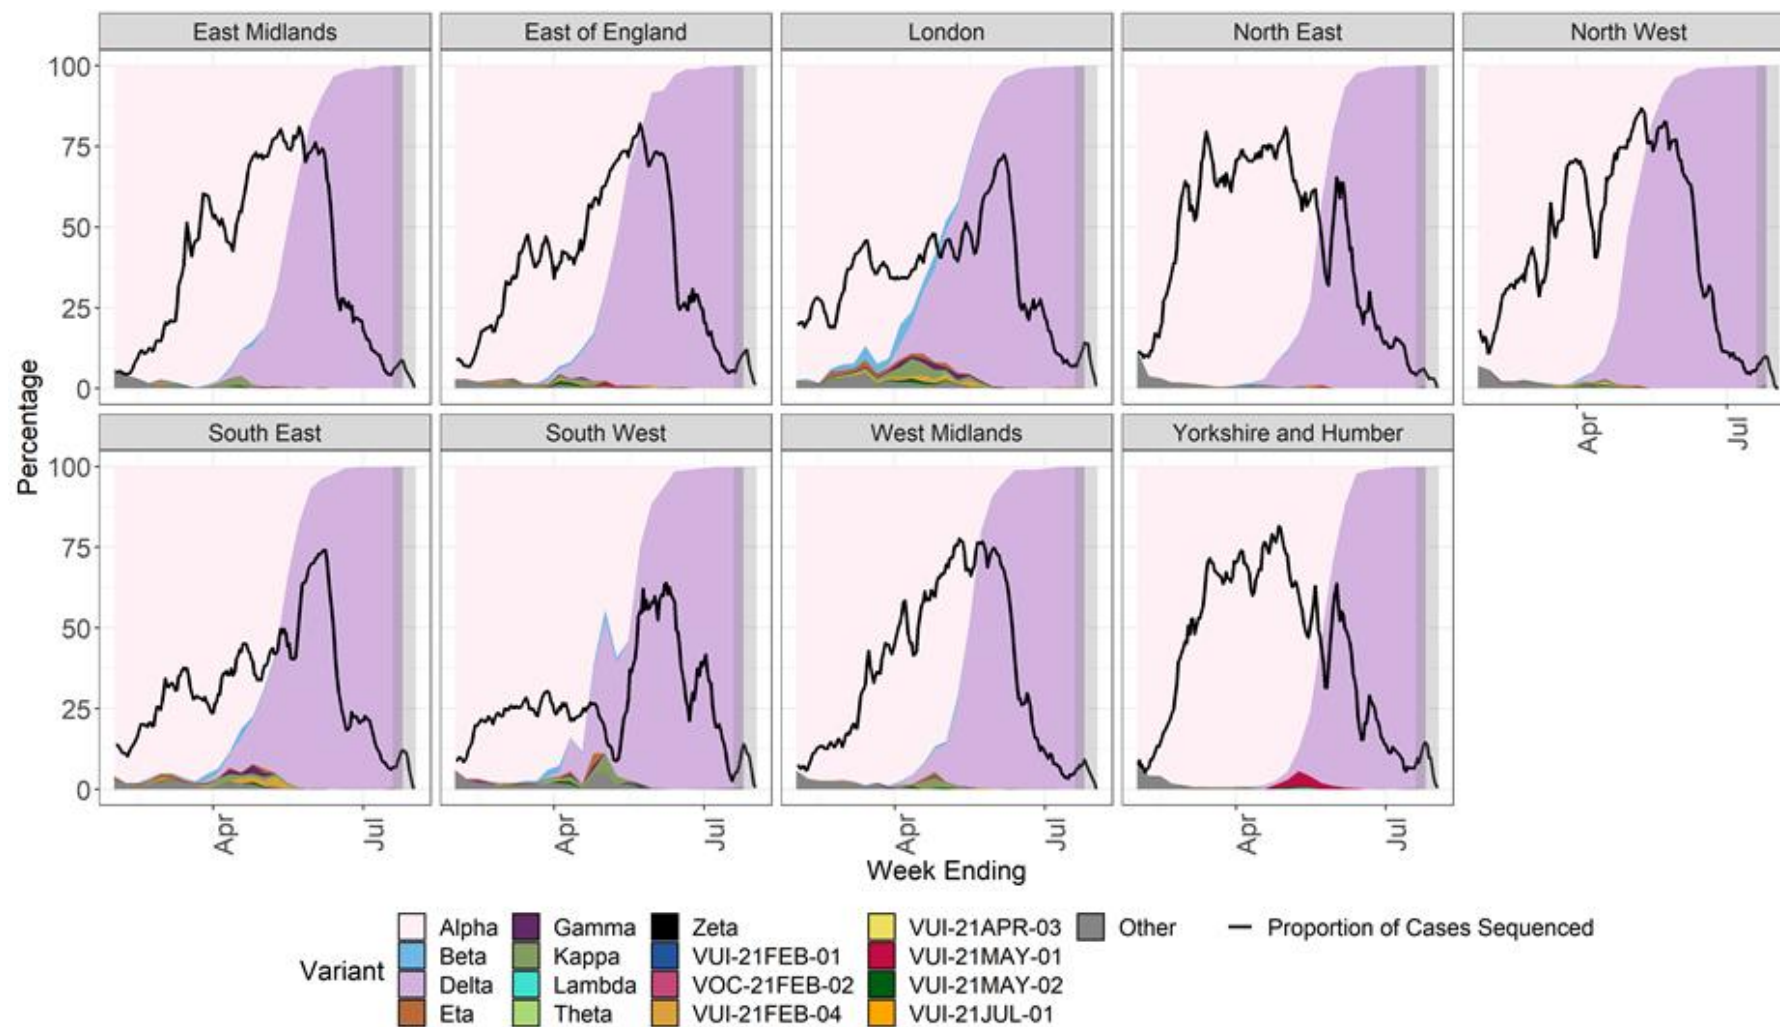 East Midlands East of England London North East North West
100
75
50
25
0
Apr Jul
South East South West West Midlands Yorkshire and Humber
100
75
50
25
0
Percentage
Apr Jul Apr Jul Apr Jul Apr Jul
Week Ending
Variant
Alpha Gamma Zeta VUI-21APR-03 Other Proportion of Cases Sequenced
Beta Kappa VUI-21FEB-01 VUI-21MAY-01
Delta Lambda VOC-21FEB-02 VUI-21MAY-02
Eta Theta VUI-21FEB-04 VUI-21JUL-01